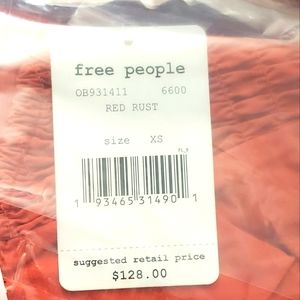 free people
OB931411 6600
RED RUST
size XS
1 93465 31490 1
suggested retail price
$128.00